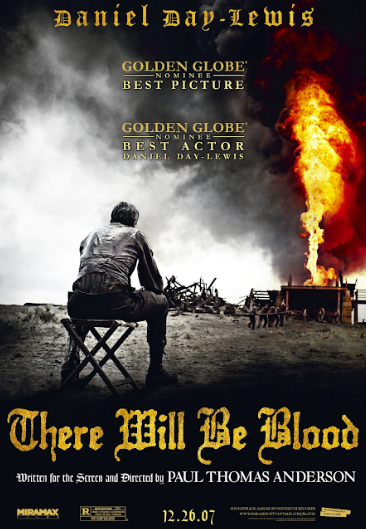 Daniel Day-Lewis
GOLDEN GLOBE®
NOMINEE
BEST PICTURE
GOLDEN GLOBE®
NOMINEE
BEST ACTOR
DANIEL DAY-LEWIS
There Will Be Blood
Written for the Screen and Directed by PAUL THOMAS ANDERSON
MIRAMAX
R
12.26.07